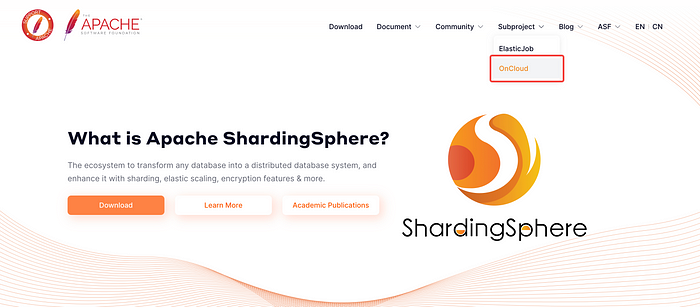 SUPPORT
APACHE
THE
APACHE
SOFTWARE FOUNDATION
Download Document Community Subproject Blog ASF EN | CN
ElasticJob
OnCloud
What is Apache ShardingSphere?
The ecosystem to transform any database into a distributed database system, and
enhance it with sharding, elastic scaling, encryption features & more.
Download Learn More Academic Publications
ShardingSphere